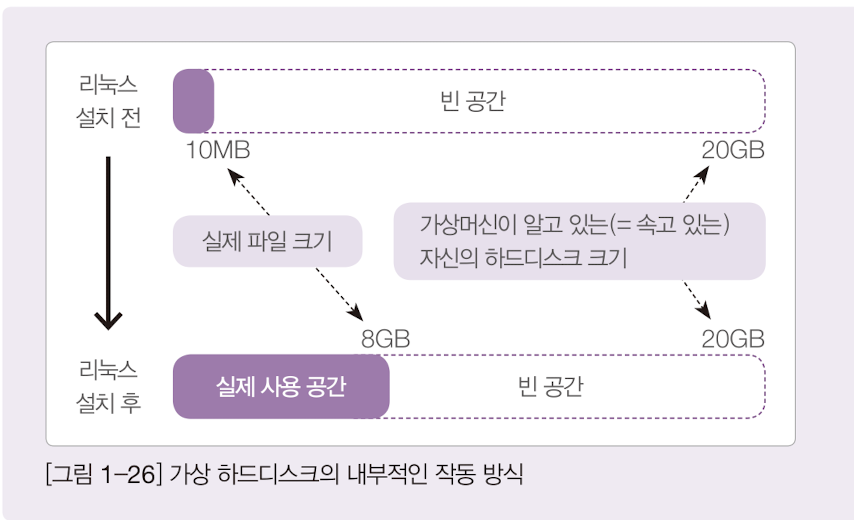 리눅스
설치 전
빈 공간
10MB
20GB
실제 파일 크기
가상머신이 알고 있는(= 속고 있는)
자신의 하드디스크 크기
8GB
20GB
리눅스
설치 후
실제 사용 공간
빈 공간
[그림 1-26] 가상 하드디스크의 내부적인 작동 방식